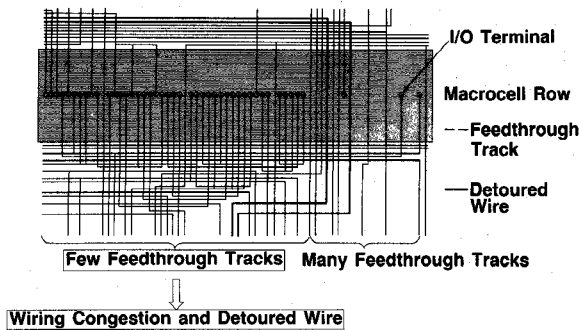 I/O Terminal
Macrocell Row
Feedthrough
Track
Detoured
Wire
Few Feedthrough Tracks
Many Feedthrough Tracks
Wiring Congestion and Detoured Wire